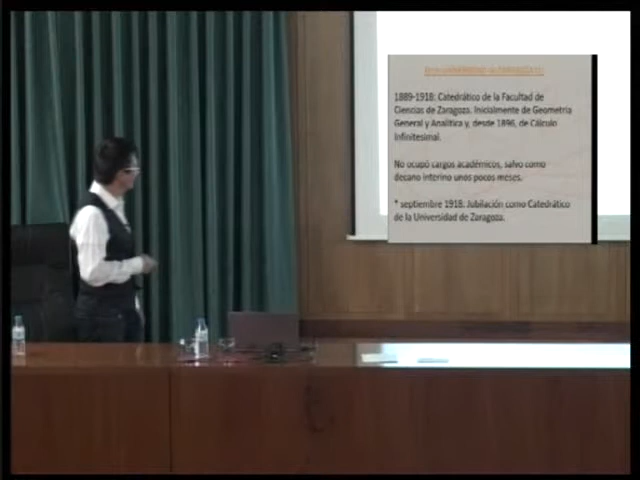 1889-1918: Catedrático de la Facultad de
Ciencias de Zaragoza. Inicialmente de Geometría
General y Analítica y, desde 1896, de Cálculo
Infinitesimal.
No ocupó cargos académicos, salvo como
decano interino unos pocos meses.
* septiembre 1918: Jubilación como Catedrático
de la Universidad de Zaragoza.